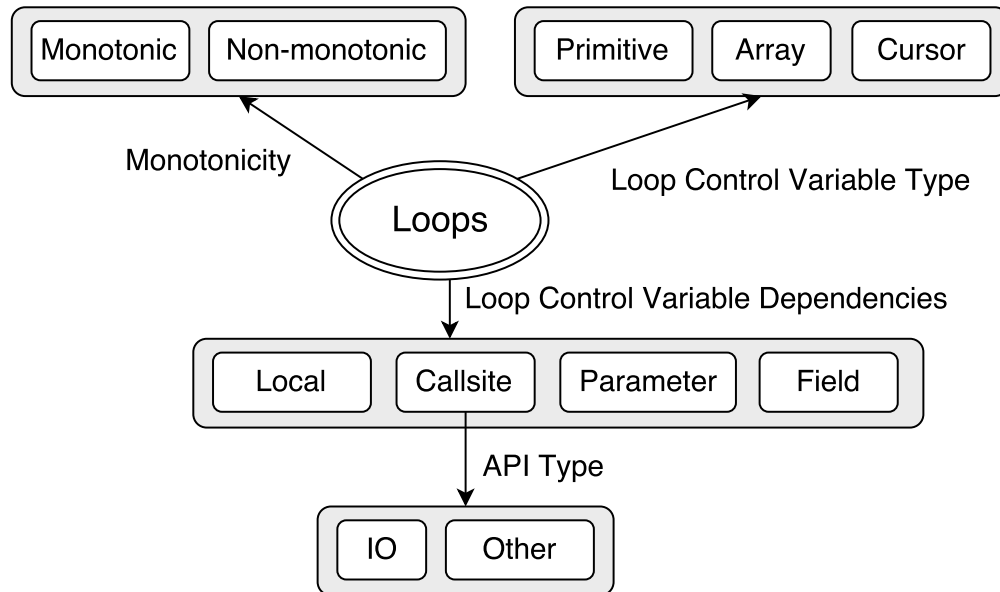 Monotonic Non-monotonic
Primitive Array Cursor
Monotonicity
Loop Control Variable Type
Loops
Loop Control Variable Dependencies
Local Callsite Parameter Field
API Type
IO Other